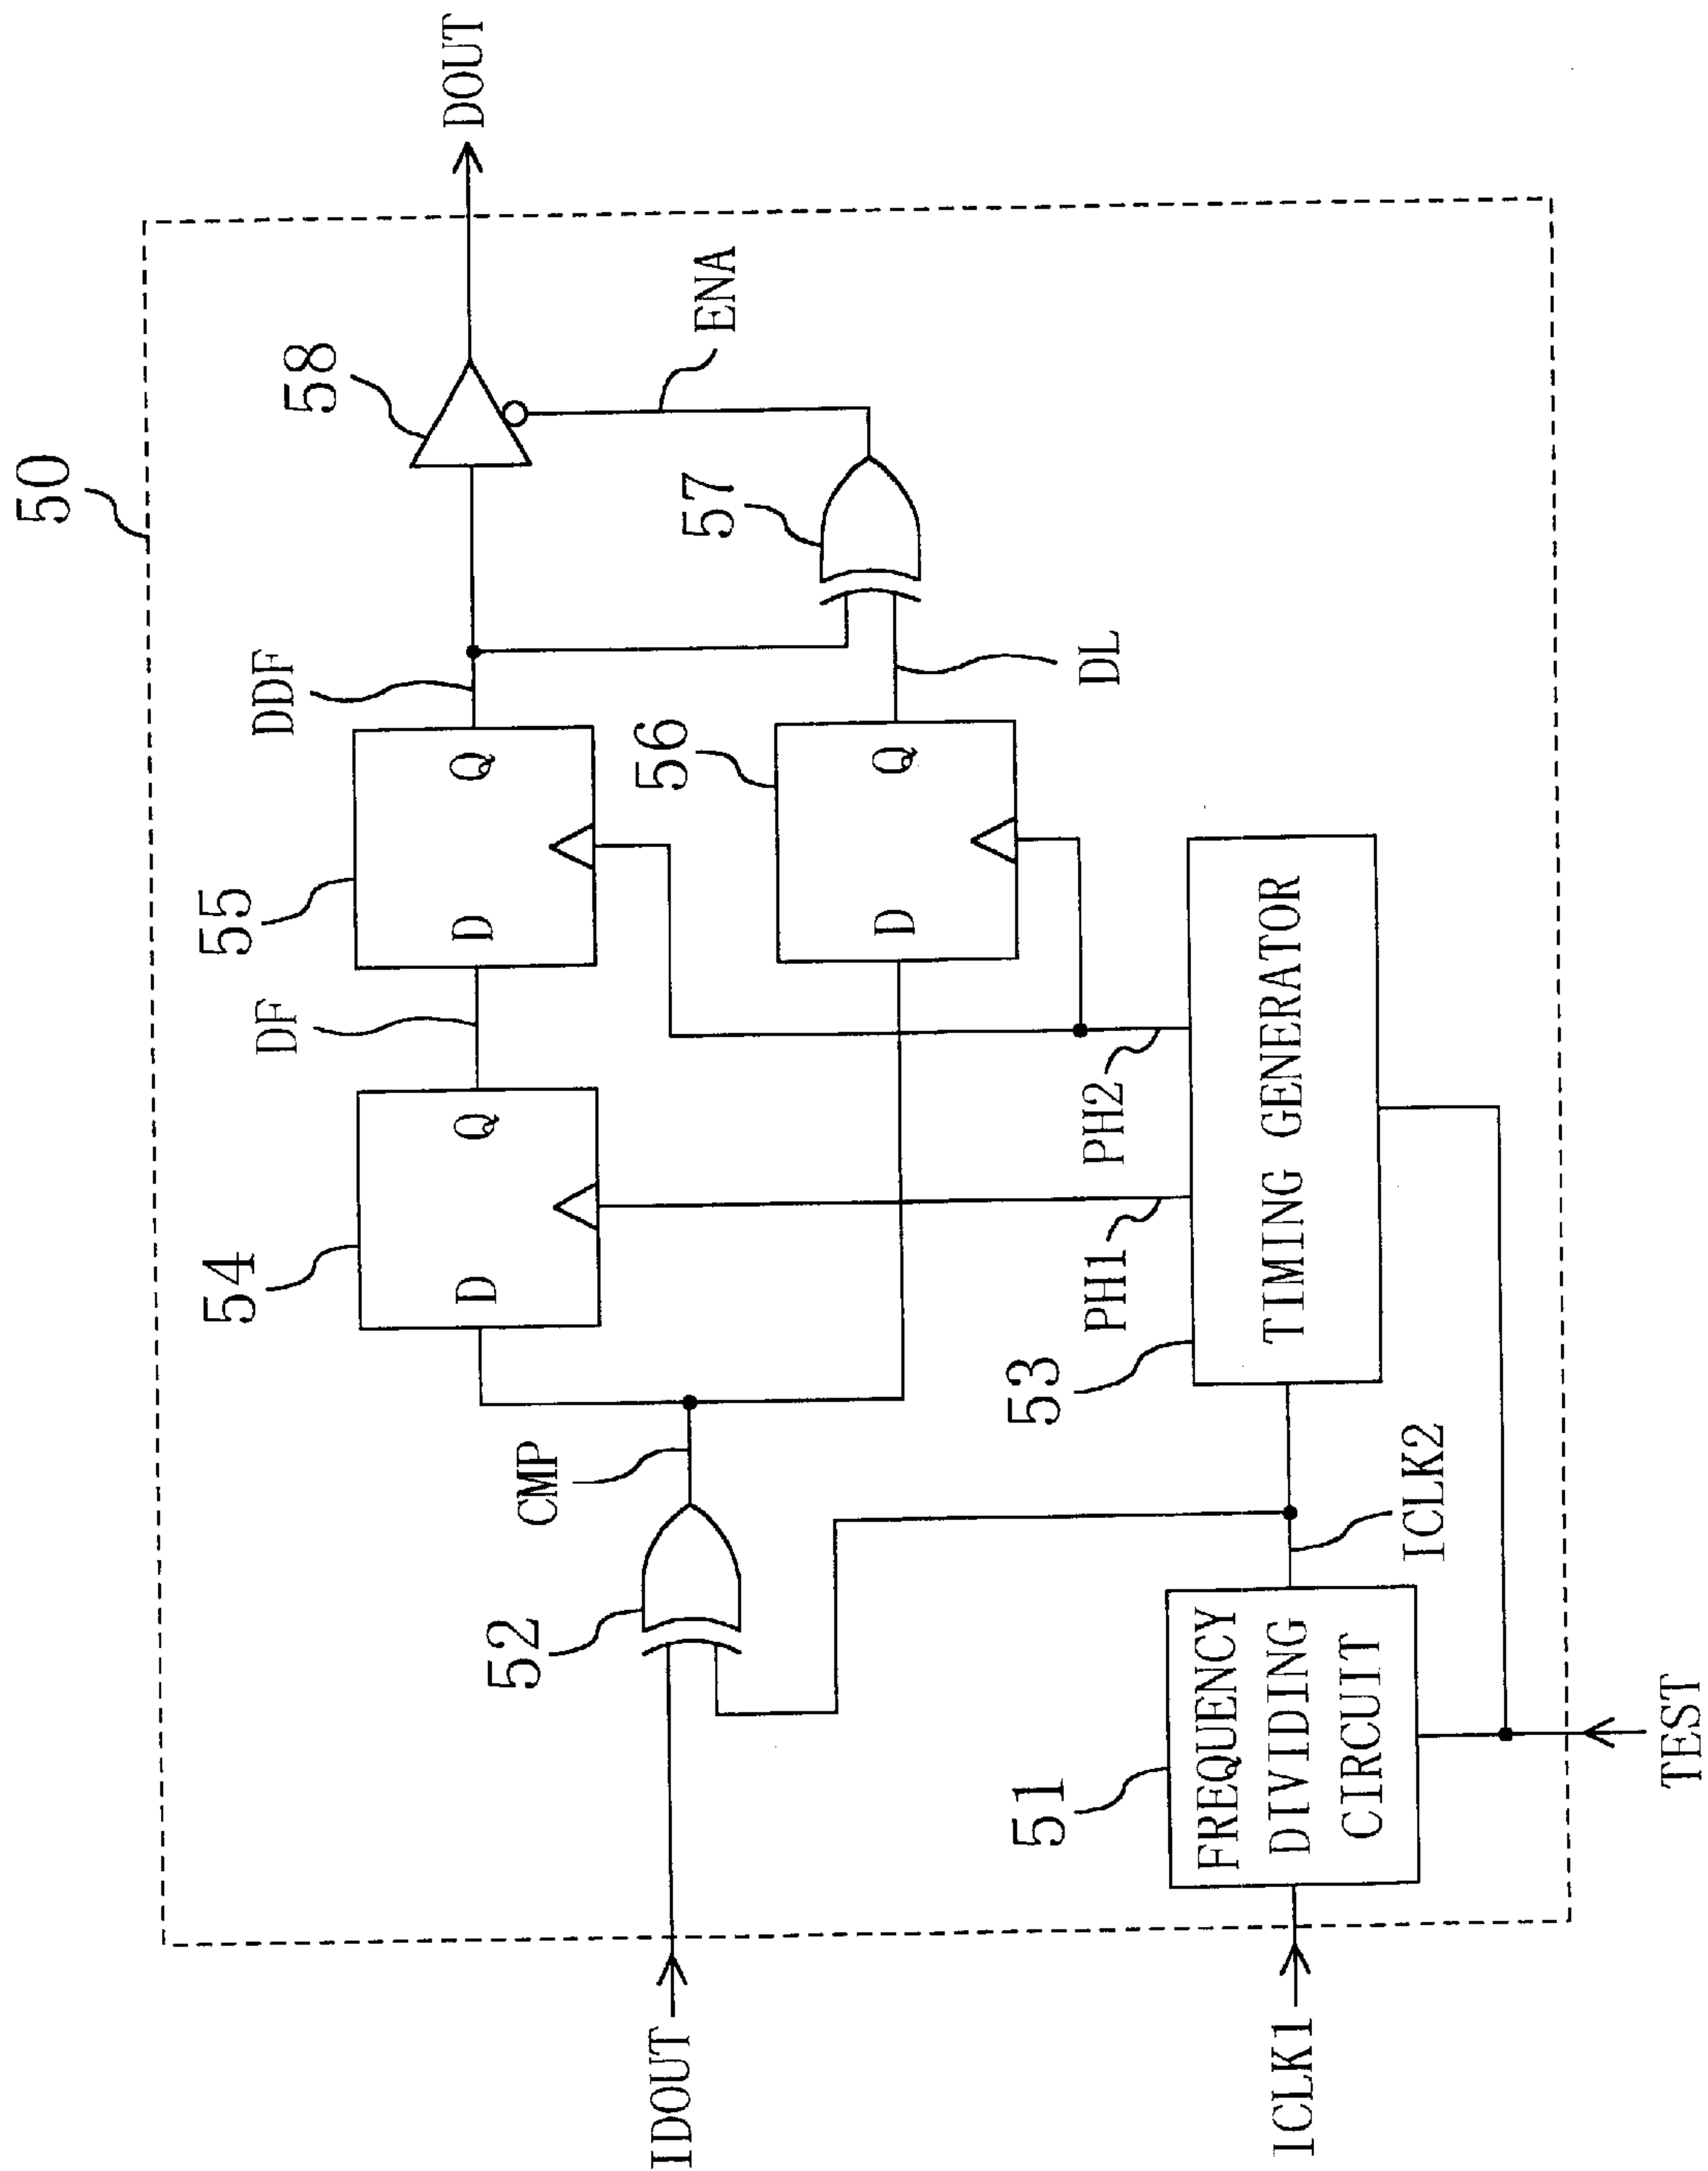 50
58
DOUT
DDF
ENA
55
Q
D
57
DF
56
Q
D
DL
54
Q
D
CMP
PH1
PH2
52
53
TIMING GENERATOR
IDOUT
51
FREQUENCY
DIVIDING
CIRCUIT
ICLK2
ICLK1
TEST